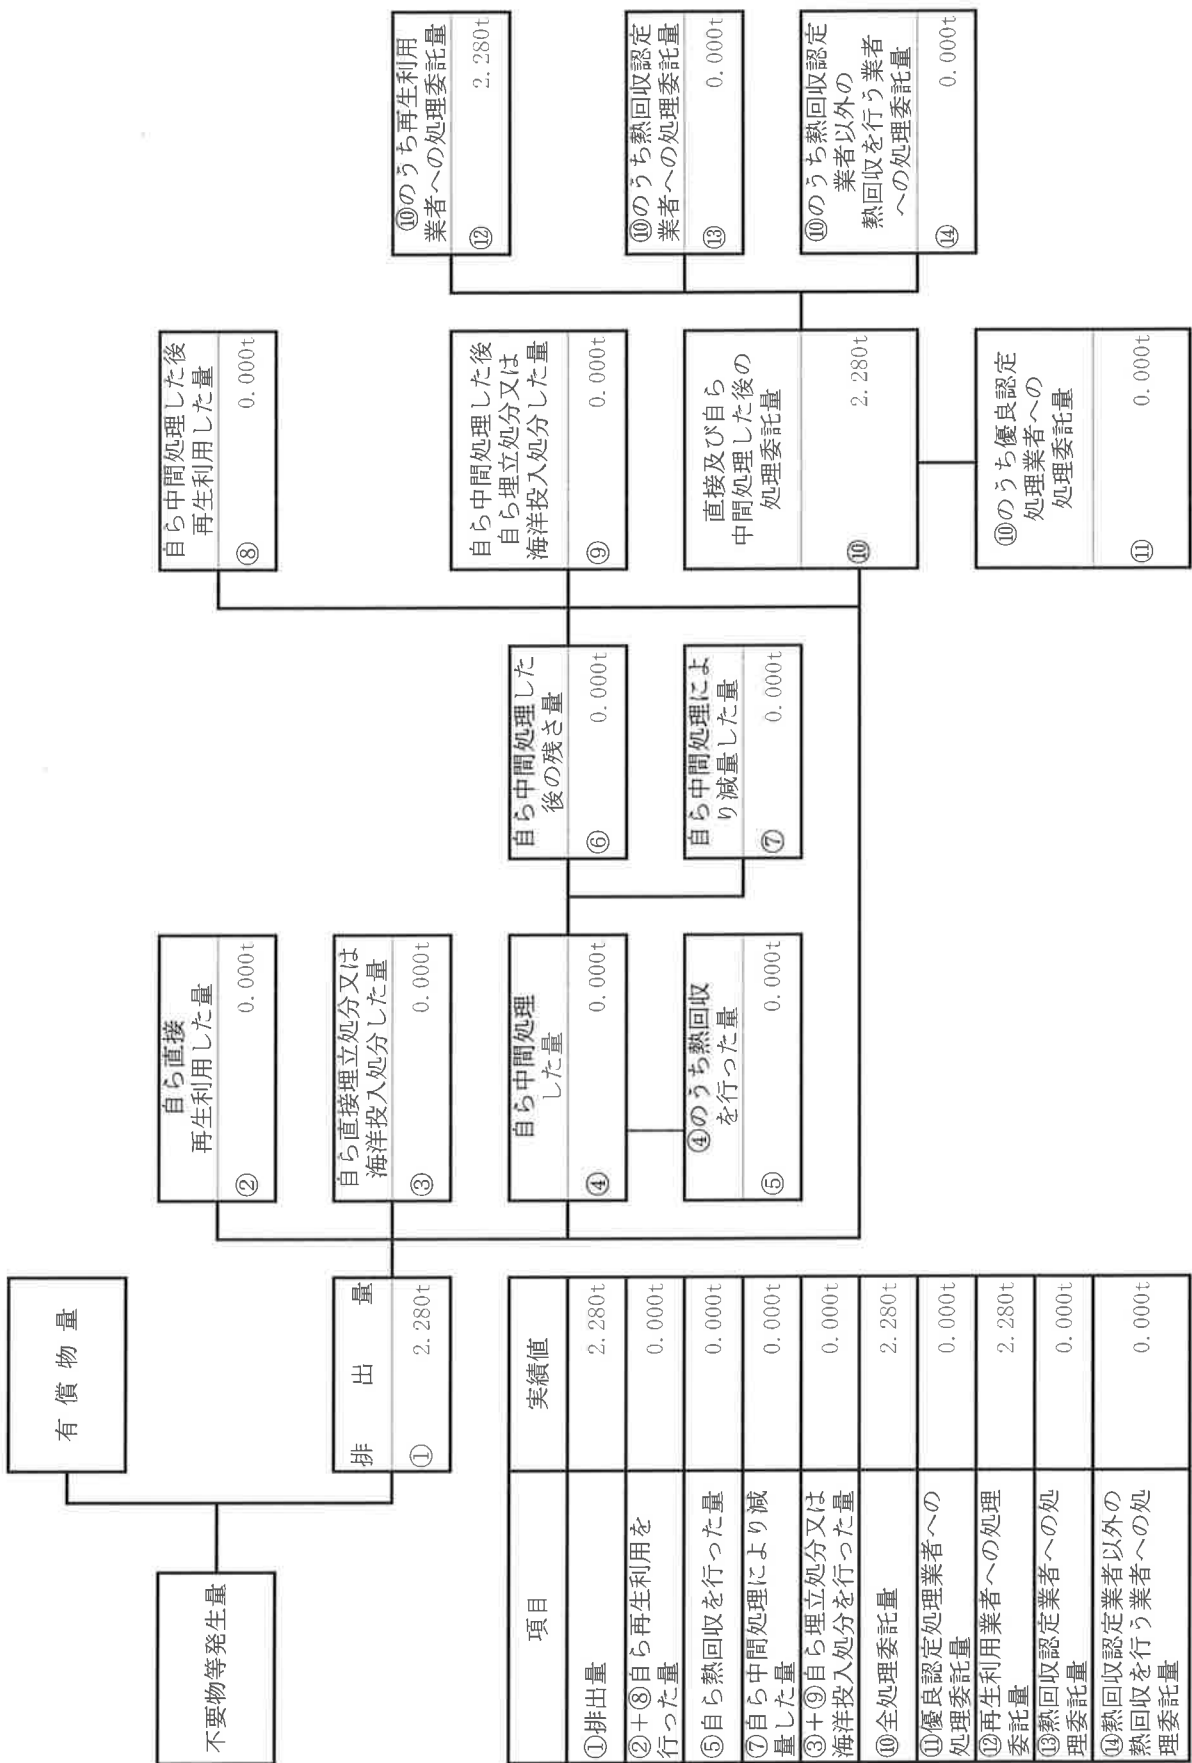 不要物等発生量
有償物量
排出量
① 2.280t
自ら直接
再生利用した量
② 0.000t
自ら直接埋立処分又は
海洋投入処分した量
③ 0.000t
自ら中間処理
した量
④ 0.000t
④のうち熱回収
を行った量
⑤ 0.000t
自ら中間処理した
後の残さ量
⑥ 0.000t
自ら中間処理によ
り減量した量
⑦ 0.000t
自ら中間処理した後
再生利用した量
⑧ 0.000t
自ら中間処理した後
自ら埋立処分又は
海洋投入処分した量
⑨ 0.000t
直接及び自ら
中間処理した後の
処理委託量
⑩ 2.280t
⑩のうち優良認定
処理業者への
処理委託量
⑪ 0.000t
⑩のうち再生利用
業者への処理委託量
⑫ 2.280t
⑩のうち熱回収認定
業者への処理委託量
⑬ 0.000t
⑩のうち熱回収認定
業者以外の
熱回収を行う業者
への処理委託量
⑭ 0.000t
項目 実績値
①排出量 2.280t
②+⑧自ら再生利用を
行った量 0.000t
⑤自ら熱回収を行った量 0.000t
⑦自ら中間処理により減
量した量 0.000t
③+⑨自ら埋立処分又は
海洋投入処分を行った量 0.000t
⑩全処理委託量 2.280t
⑪優良認定処理業者への
処理委託量 0.000t
⑫再生利用業者への処理
委託量 2.280t
⑬熱回収認定業者への処
理委託量 0.000t
⑭熱回収認定業者以外の
熱回収を行う業者への処
理委託量 0.000t